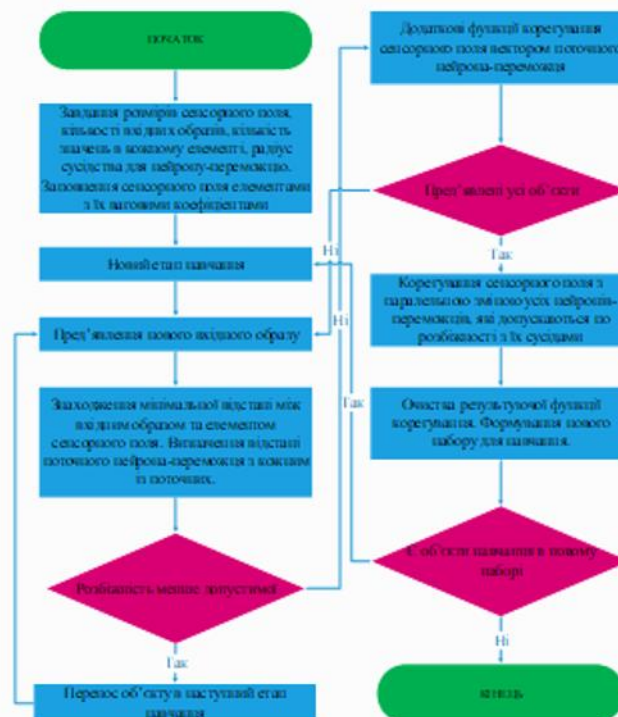 ПОЧАТОК
Завдання розмірів сенсорного поля,
кількості вхідних образів, кількість
значень в кожному елементі, радіус
сусідства для нейрону-переможцю.
Заповнення сенсорного поля елементами
з їх ваговими коефіцієнтами
Новий етап навчання
Пред’явлення нового вхідного образу
Знаходження мінімальної відстані між
вхідним образом та елементом
сенсорного поля. Визначення відстані
поточного нейрона-переможця з кожним
із поточних.
Розбіжність менше допустимої
Так
Перенос об’єкту в наступний етап
навчання
Ні
Додаткові функції корегування
сенсорного поля вектором поточного
нейрона-переможця
Пред’явлені усі об’єкти
Ні
Так
Корегування сенсорного поля з
паралельною зміною усіх нейронів-
переможців, які допускаються по
розбіжності з їх сусідами
Очистка результуючої функції
корегування. Формування нового
набору для навчання.
Є об’єкти навчання в новому
наборі
Так
Ні
КІНЕЦЬ